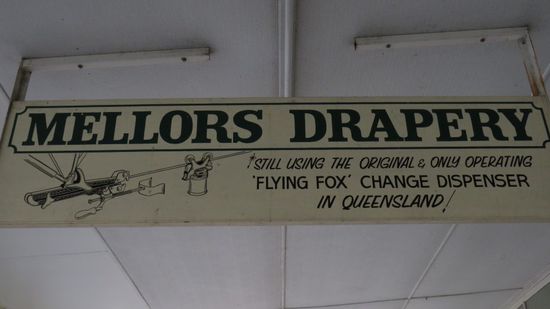 MELLORS DRAPERY
! STILL USING THE ORIGINAL & ONLY OPERATING
'FLYING FOX' CHANGE DISPENSER
IN QUEENSLAND!